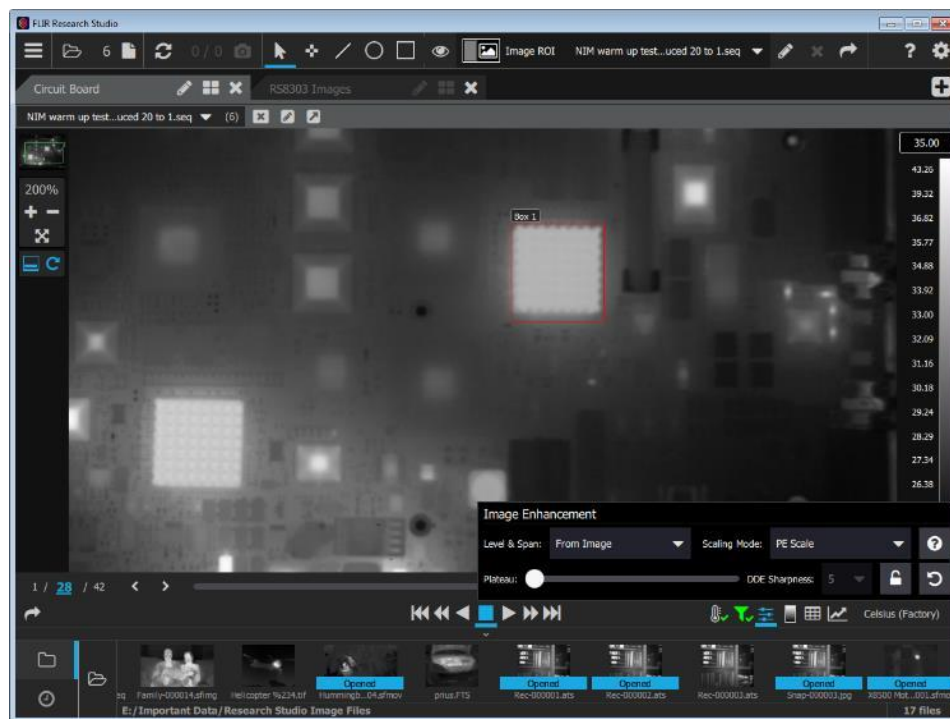 FLIR Research Studio
6 0 / 0 Image ROI NIM warm up test...uced 20 to 1.seq ?
Circuit Board RS8303 Images
NIM warm up test...uced 20 to 1.seq (6)
200%
Box 1
35.00
43.26
39.32
36.82
35.77
34.88
33.92
33.00
32.09
31.16
30.18
29.24
28.29
27.34
26.38
Image Enhancement
Level & Span: From Image Scaling Mode: PE Scale ?
Plateau: DDE Sharpness: 5
1 / 28 / 42
Celsius (Factory)
Opened Opened Opened Opened Opened
eq Family-000014.sfimg Helicopter %234.tif Hummingb...04.sfmov prius.FTS Rec-000001.ats Rec-000002.ats Rec-000003.ats Snap-000003.jpg X8500 Mot...001.sfmo
E:/Important Data/Research Studio Image Files 17 files